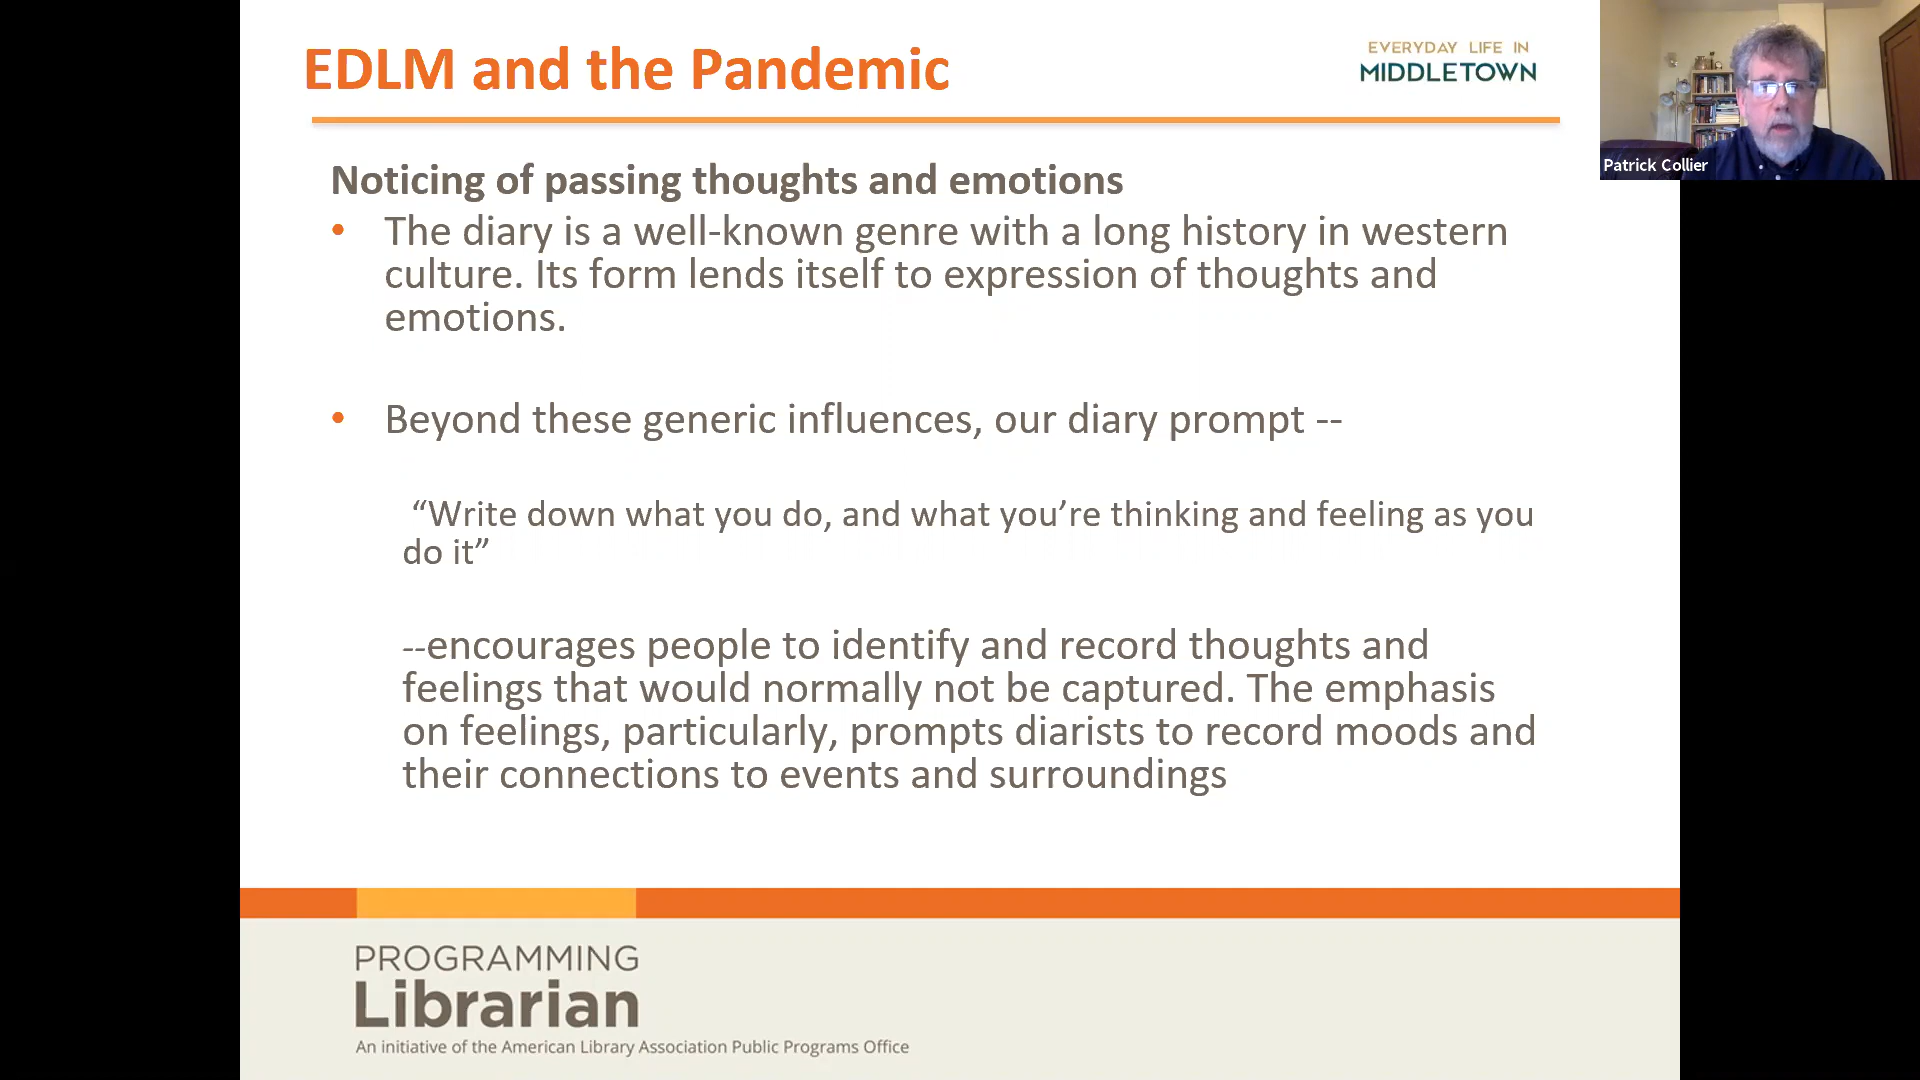 EDLM and the Pandemic
EVERYDAY LIFE IN
MIDDLETOWN
Patrick Collier
Noticing of passing thoughts and emotions
• The diary is a well-known genre with a long history in western
culture. Its form lends itself to expression of thoughts and
emotions.
• Beyond these generic influences, our diary prompt --
“Write down what you do, and what you’re thinking and feeling as you
do it”
--encourages people to identify and record thoughts and
feelings that would normally not be captured. The emphasis
on feelings, particularly, prompts diarists to record moods and
their connections to events and surroundings
PROGRAMMING
Librarian
An initiative of the American Library Association Public Programs Office